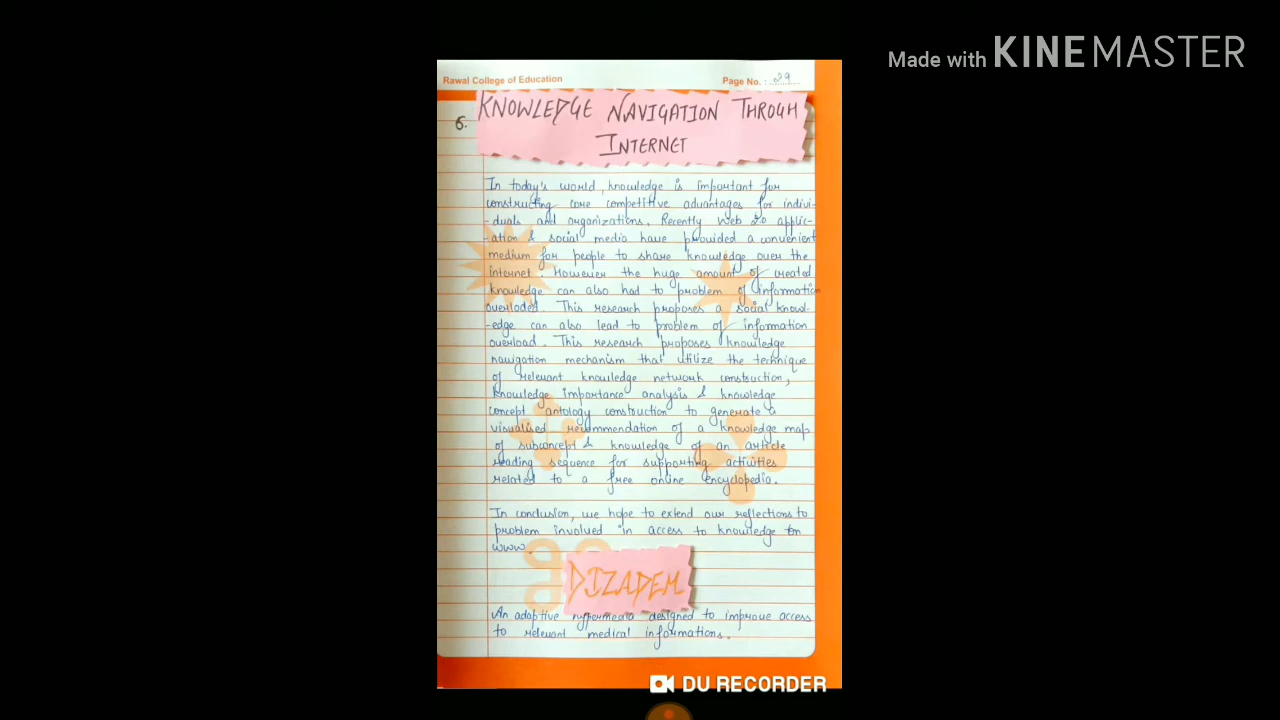 Made with KINEMASTER
Rawal College of Education
Page No. : 29
6.
KNOWLEDGE NAVIGATION THROUGH
INTERNET
In today's world, knowledge is important for
constructing core competitive advantages for indivi-
-duals and organizations. Recently Web 2.0 applic-
-ation & social media have provided a convenient
medium for people to share knowledge over the
internet. However the huge amount of created
knowledge can also had to problem of information
overloded. This research proposes a social knowl-
-edge can also lead to problem of information
overload. This research proposes knowledge
navigation mechanism that utilize the technique
of relevant knowledge network construction,
knowledge importance analysis & knowledge
concept antology construction to generate a
visualised recommendation of a knowledge map
of subconcept & knowledge of an article
reading sequence for supporting activities
related to a free online encyclopedia.
In conclusion, we hope to extend our reflections to
problem involved in access to knowledge on
www.
DIZADEM
An adaptive hypermedia designed to improve access
to relevant medical informations.
DU RECORDER